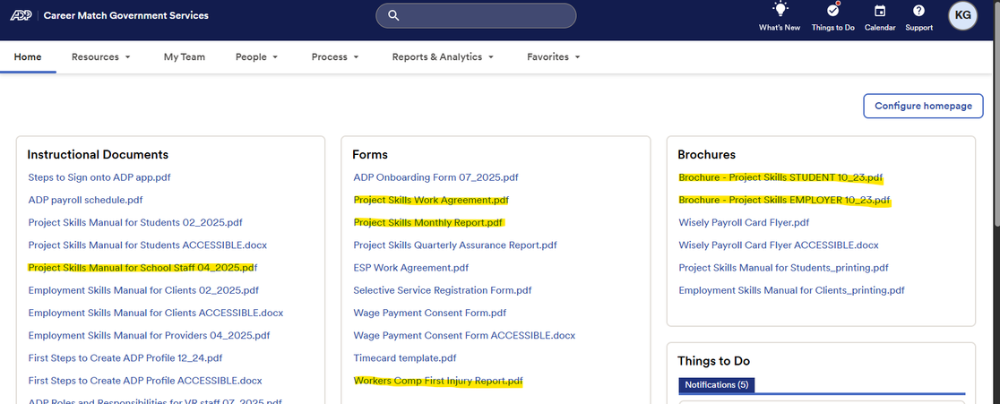 ADP Career Match Government Services
What's New Things to Do Calendar Support KG
Home Resources My Team People Process Reports & Analytics Favorites
Configure homepage
Instructional Documents
Steps to Sign onto ADP app.pdf
ADP payroll schedule.pdf
Project Skills Manual for Students 02_2025.pdf
Project Skills Manual for Students ACCESSIBLE.docx
Project Skills Manual for School Staff 04_2025.pdf
Employment Skills Manual for Clients 02_2025.pdf
Employment Skills Manual for Clients ACCESSIBLE.docx
Employment Skills Manual for Providers 04_2025.pdf
First Steps to Create ADP Profile 12_24.pdf
First Steps to Create ADP Profile ACCESSIBLE.docx
ADP Roles and Responsibilities for VR staff 07_2025.pdf
Forms
ADP Onboarding Form 07_2025.pdf
Project Skills Work Agreement.pdf
Project Skills Monthly Report.pdf
Project Skills Quarterly Assurance Report.pdf
ESP Work Agreement.pdf
Selective Service Registration Form.pdf
Wage Payment Consent Form.pdf
Wage Payment Consent Form ACCESSIBLE.docx
Timecard template.pdf
Workers Comp First Injury Report.pdf
Brochures
Brochure - Project Skills STUDENT 10_23.pdf
Brochure - Project Skills EMPLOYER 10_23.pdf
Wisely Payroll Card Flyer.pdf
Wisely Payroll Card Flyer ACCESSIBLE.docx
Project Skills Manual for Students_printing.pdf
Employment Skills Manual for Clients_printing.pdf
Things to Do
Notifications (5)